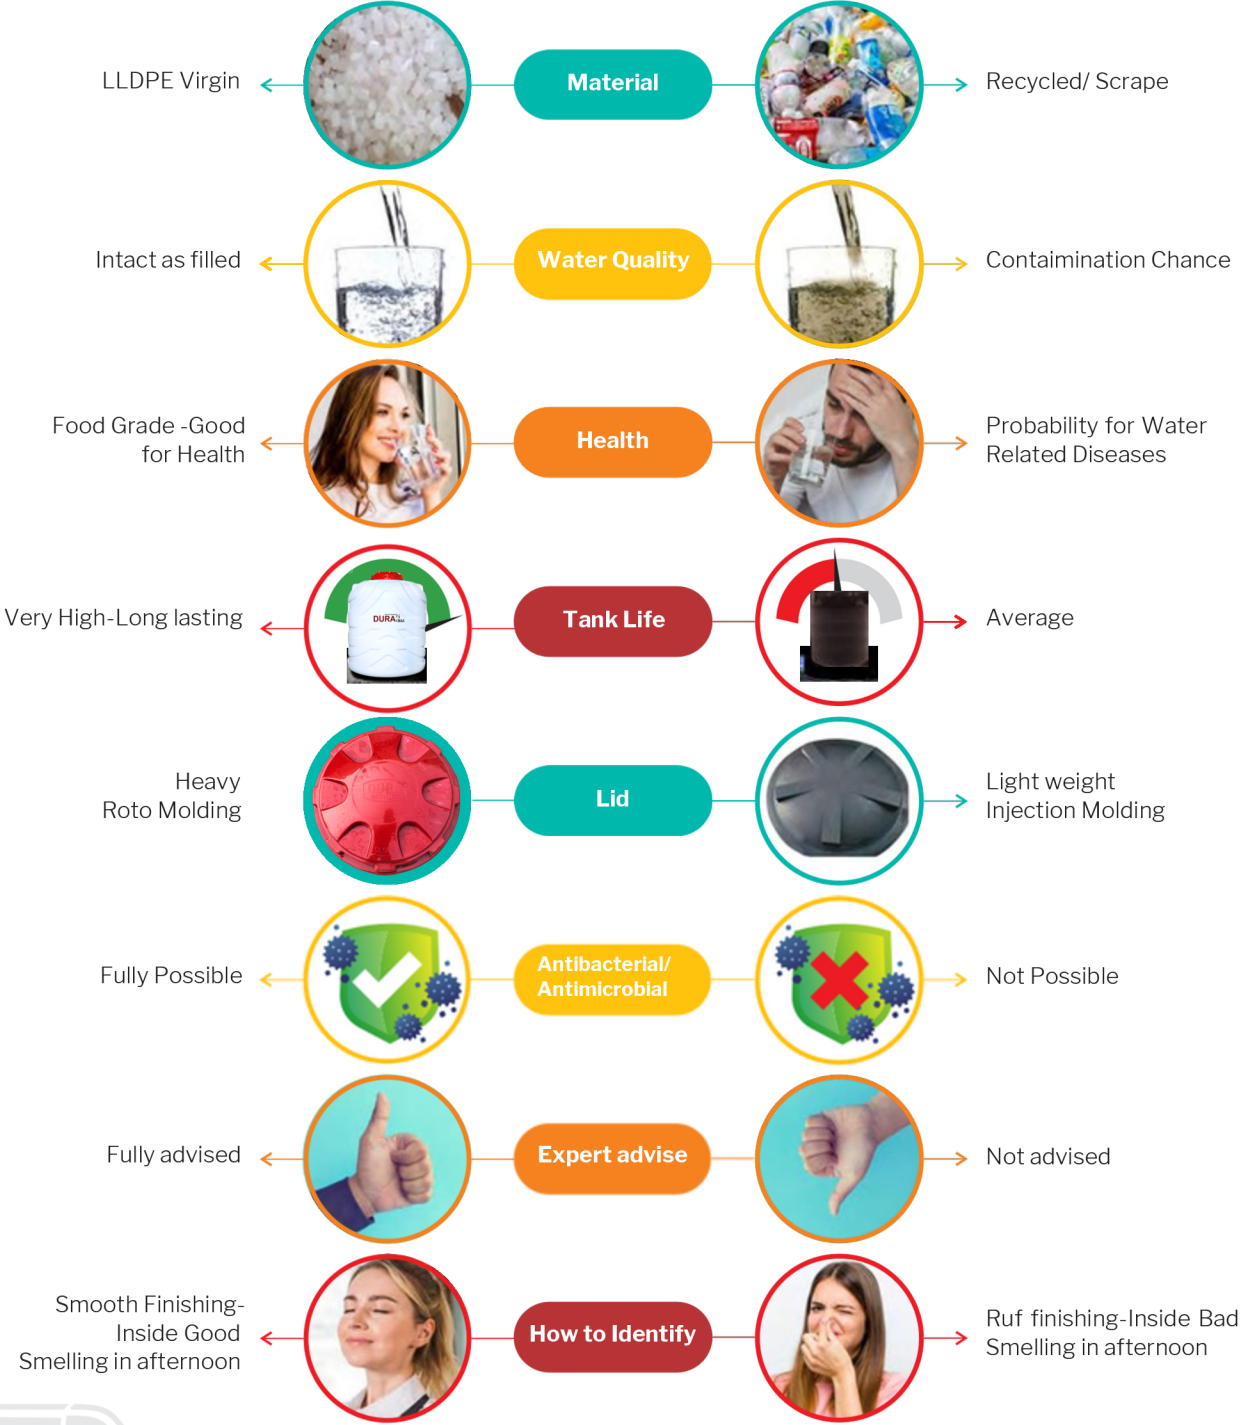 LLDPE Virgin
Material
Recycled/ Scrape
Intact as filled
Water Quality
Contaimination Chance
Food Grade -Good
for Health
Health
Probability for Water
Related Diseases
Very High-Long lasting
DURA
Tank Life
Average
Heavy
Roto Molding
Lid
Light weight
Injection Molding
Fully Possible
Antibacterial/
Antimicrobial
Not Possible
Fully advised
Expert advise
Not advised
Smooth Finishing-
Inside Good
Smelling in afternoon
How to Identify
Ruf finishing-Inside Bad
Smelling in afternoon